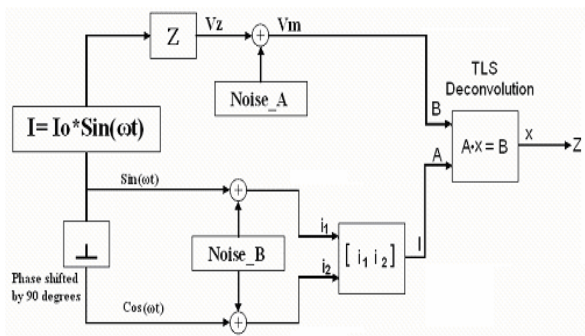 Z
Vz
Vm
Noise_A
TLS
Deconvolution
B
A·x = B
x
Z
A
I= Io*Sin(ωt)
Sin(ωt)
i1
Noise_B
[ i1 i2 ]
I
i2
Phase shifted
by 90 degrees
Cos(ωt)